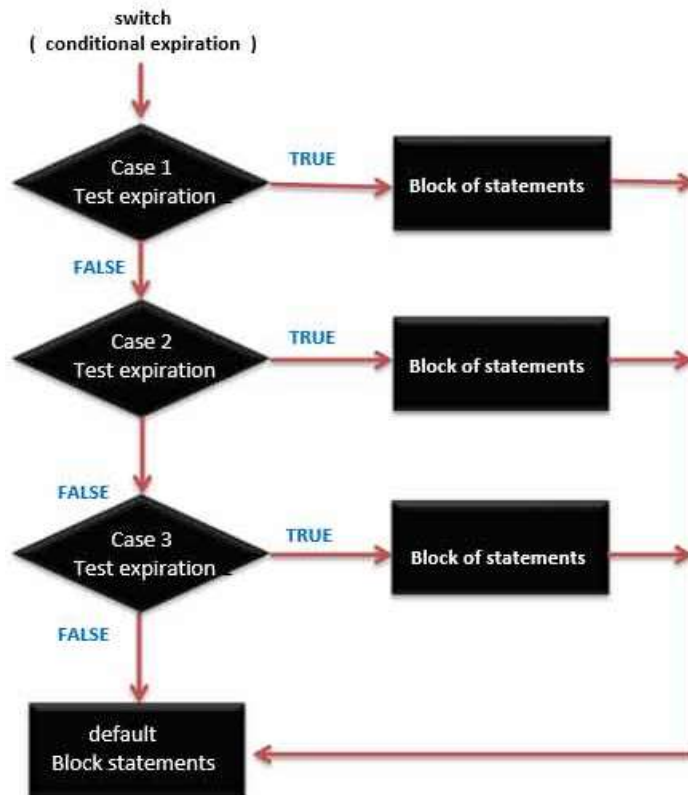 switch
( conditional expiration )
Case 1
Test expiration
TRUE
Block of statements
FALSE
Case 2
Test expiration
TRUE
Block of statements
FALSE
Case 3
Test expiration
TRUE
Block of statements
FALSE
default
Block statements